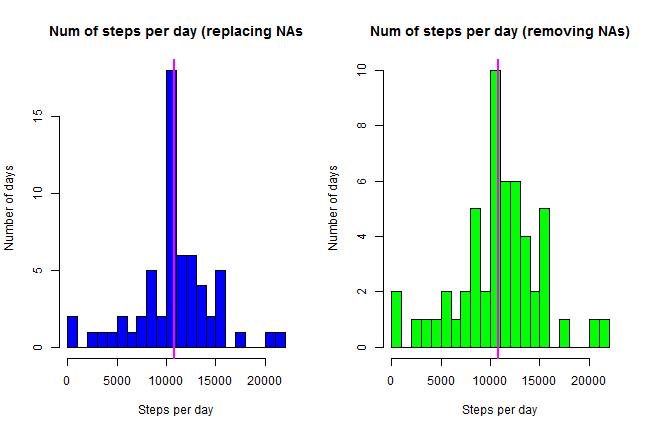 Num of steps per day (replacing NAs
Number of days
15
10
5
0
0 5000 10000 15000 20000
Steps per day
Num of steps per day (removing NAs)
Number of days
10
8
6
4
2
0
0 5000 10000 15000 20000
Steps per day